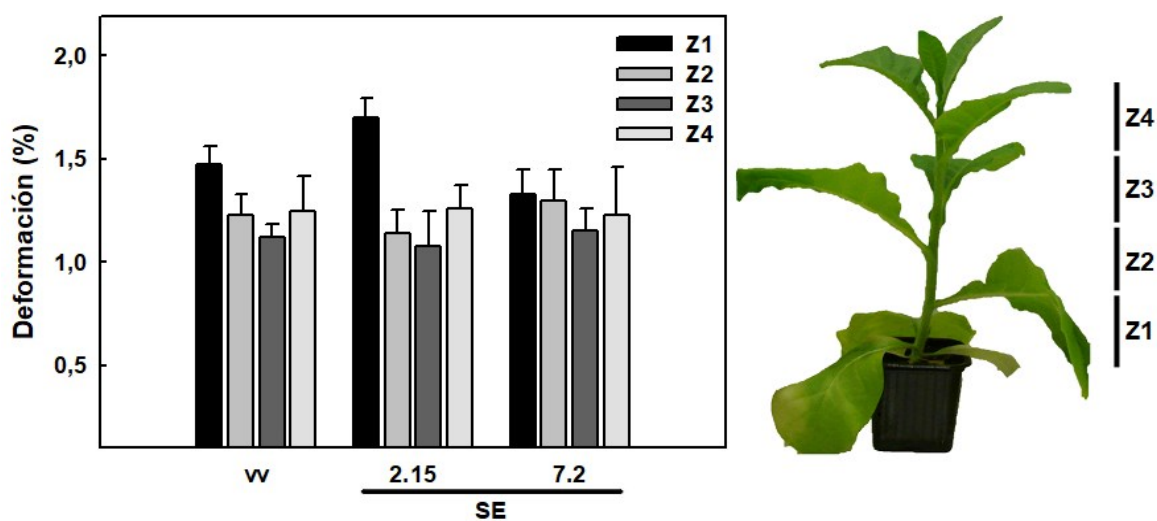 Deformación (%)
2,0
1,5
1,0
0,5
Z1
Z2
Z3
Z4
vv
2.15
7.2
SE
Z4
Z3
Z2
Z1